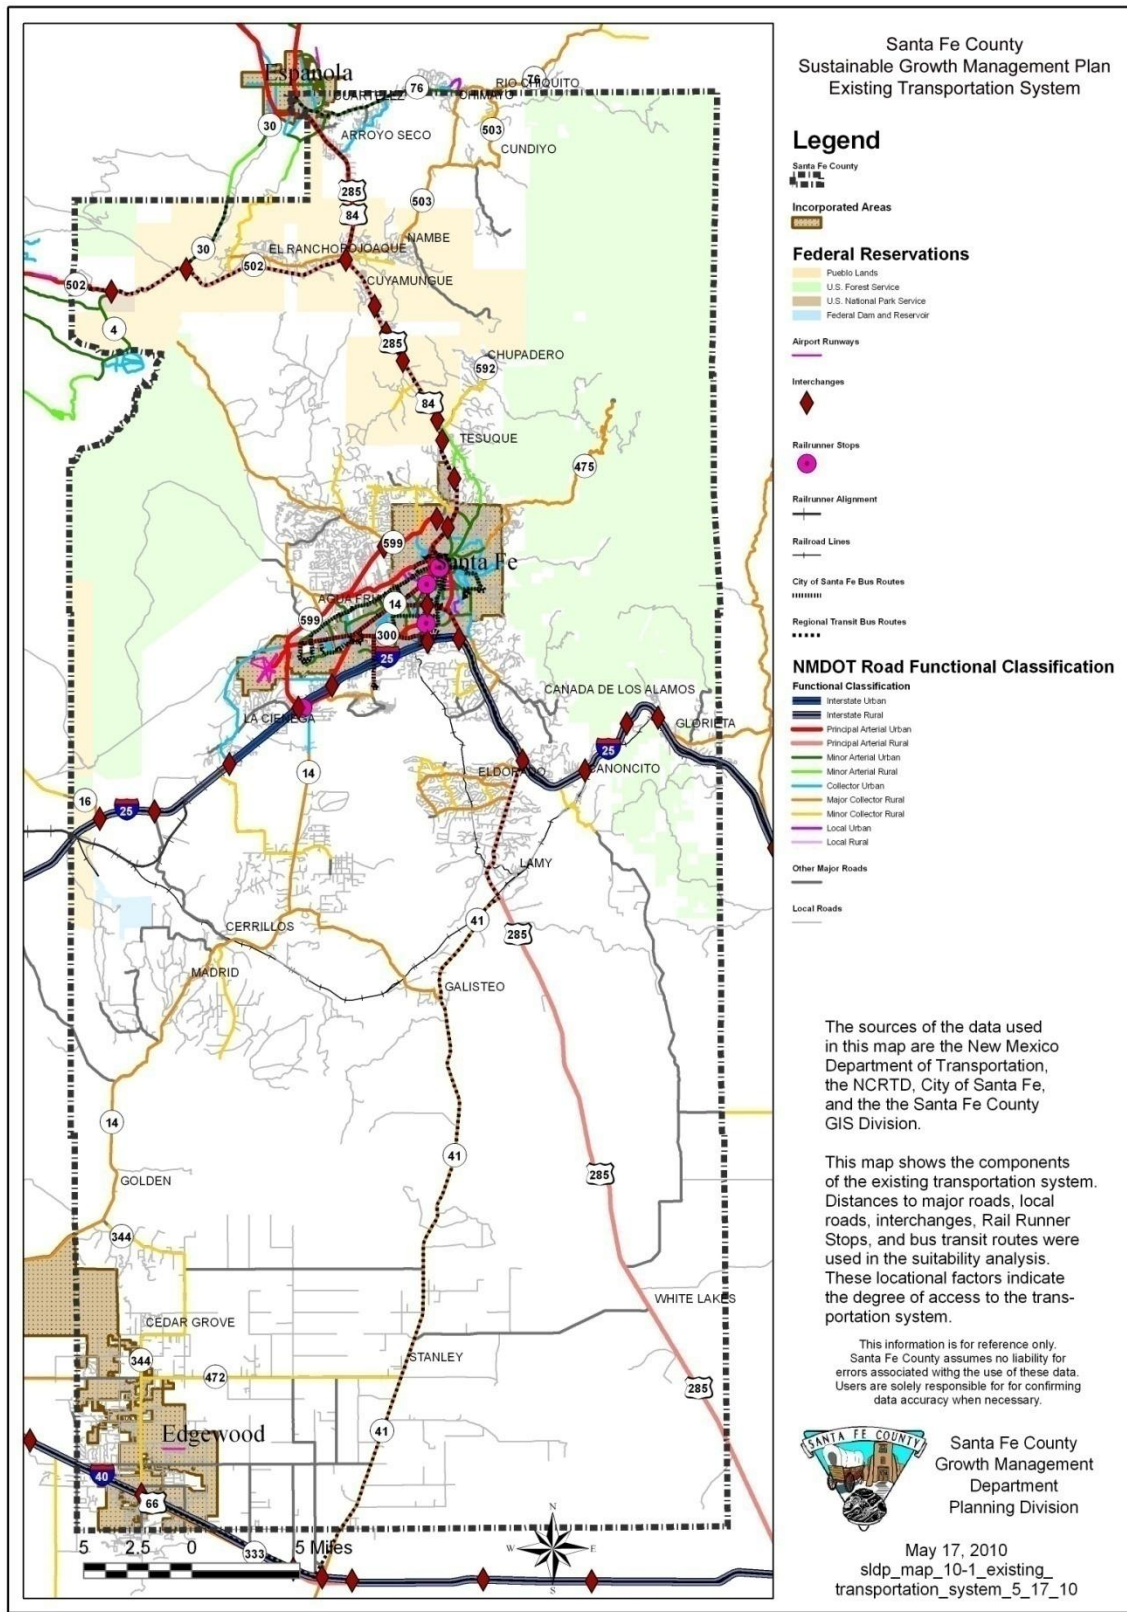 Santa Fe County
Sustainable Growth Management Plan
Existing Transportation System
Legend
Santa Fe County
Incorporated Areas
Federal Reservations
Pueblo Lands
U.S. Forest Service
U.S. National Park Service
Federal Dam and Reservoir
Airport Runways
Interchanges
Railrunner Stops
Railrunner Alignment
Railroad Lines
City of Santa Fe Bus Routes
Regional Transit Bus Routes
NMDOT Road Functional Classification
Functional Classification
Interstate Urban
Interstate Rural
Principal Arterial Urban
Principal Arterial Rural
Minor Arterial Urban
Minor Arterial Rural
Collector Urban
Major Collector Rural
Minor Collector Rural
Local Urban
Local Rural
Other Major Roads
Local Roads
The sources of the data used
in this map are the New Mexico
Department of Transportation,
the NCRTD, City of Santa Fe,
and the the Santa Fe County
GIS Division.
This map shows the components
of the existing transportation system.
Distances to major roads, local
roads, interchanges, Rail Runner
Stops, and bus transit routes were
used in the suitability analysis.
These locational factors indicate
the degree of access to the trans-
portation system.
This information is for reference only.
Santa Fe County assumes no liability for
errors associated withg the use of these data.
Users are solely responsible for for confirming
data accuracy when necessary.
SANTA FE COUNTY
Santa Fe County
Growth Management
Department
Planning Division
May 17, 2010
sldp_map_10-1_existing_
transportation_system_5_17_10
Espanola
CUARTELEZ
76
CHIMAYO
RIO CHIQUITO
76
30
ARROYO SECO
503
CUNDIYO
285
503
84
30
NAMBE
EL RANCHO
POJOAQUE
502
502
CUYAMUNGUE
4
285
CHUPADERO
592
84
TESUQUE
475
599
Santa Fe
AGUA FRIA
14
599
300
25
CANADA DE LOS ALAMOS
LA CIENEGA
GLORIETA
25
14
ELDORADO
CANONCITO
16
25
LAMY
41
285
CERRILLOS
MADRID
GALISTEO
14
41
285
GOLDEN
344
WHITE LAKES
CEDAR GROVE
344
STANLEY
472
285
41
Edgewood
40
66
333
N
W
E
S
5
2.5
0
5 Miles